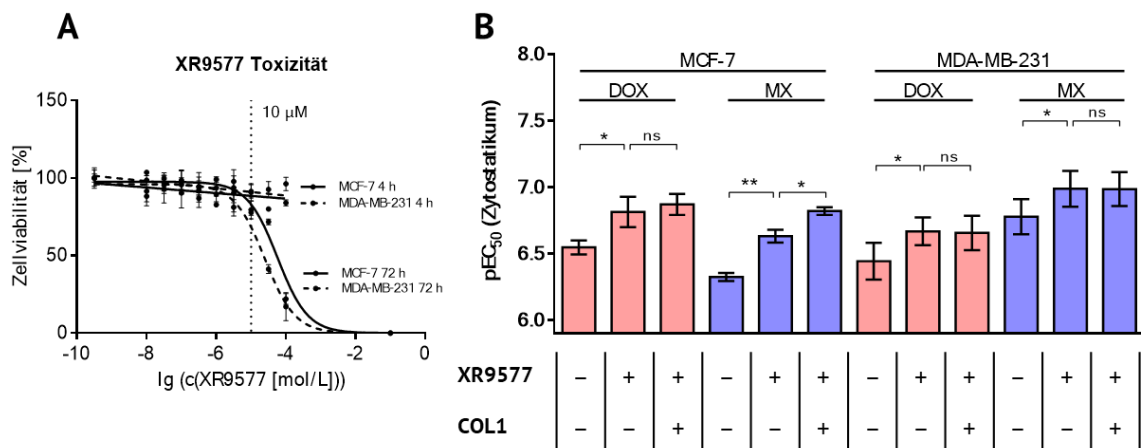 A
XR9577 Toxizität
150
100
50
0
Zellviabilität [%]
10 µM
MCF-7 4 h
MDA-MB-231 4 h
MCF-7 72 h
MDA-MB-231 72 h
-10 -8 -6 -4 -2 0
lg (c(XR9577 [mol/L]))
B
8.0
7.5
7.0
6.5
6.0
pEC50 (Zytostatikum)
MCF-7 MDA-MB-231
DOX MX DOX MX
* ns ** * * ns * ns
XR9577 – + + – + + – + + – + +
COL1 – – + – – + – – + – – +